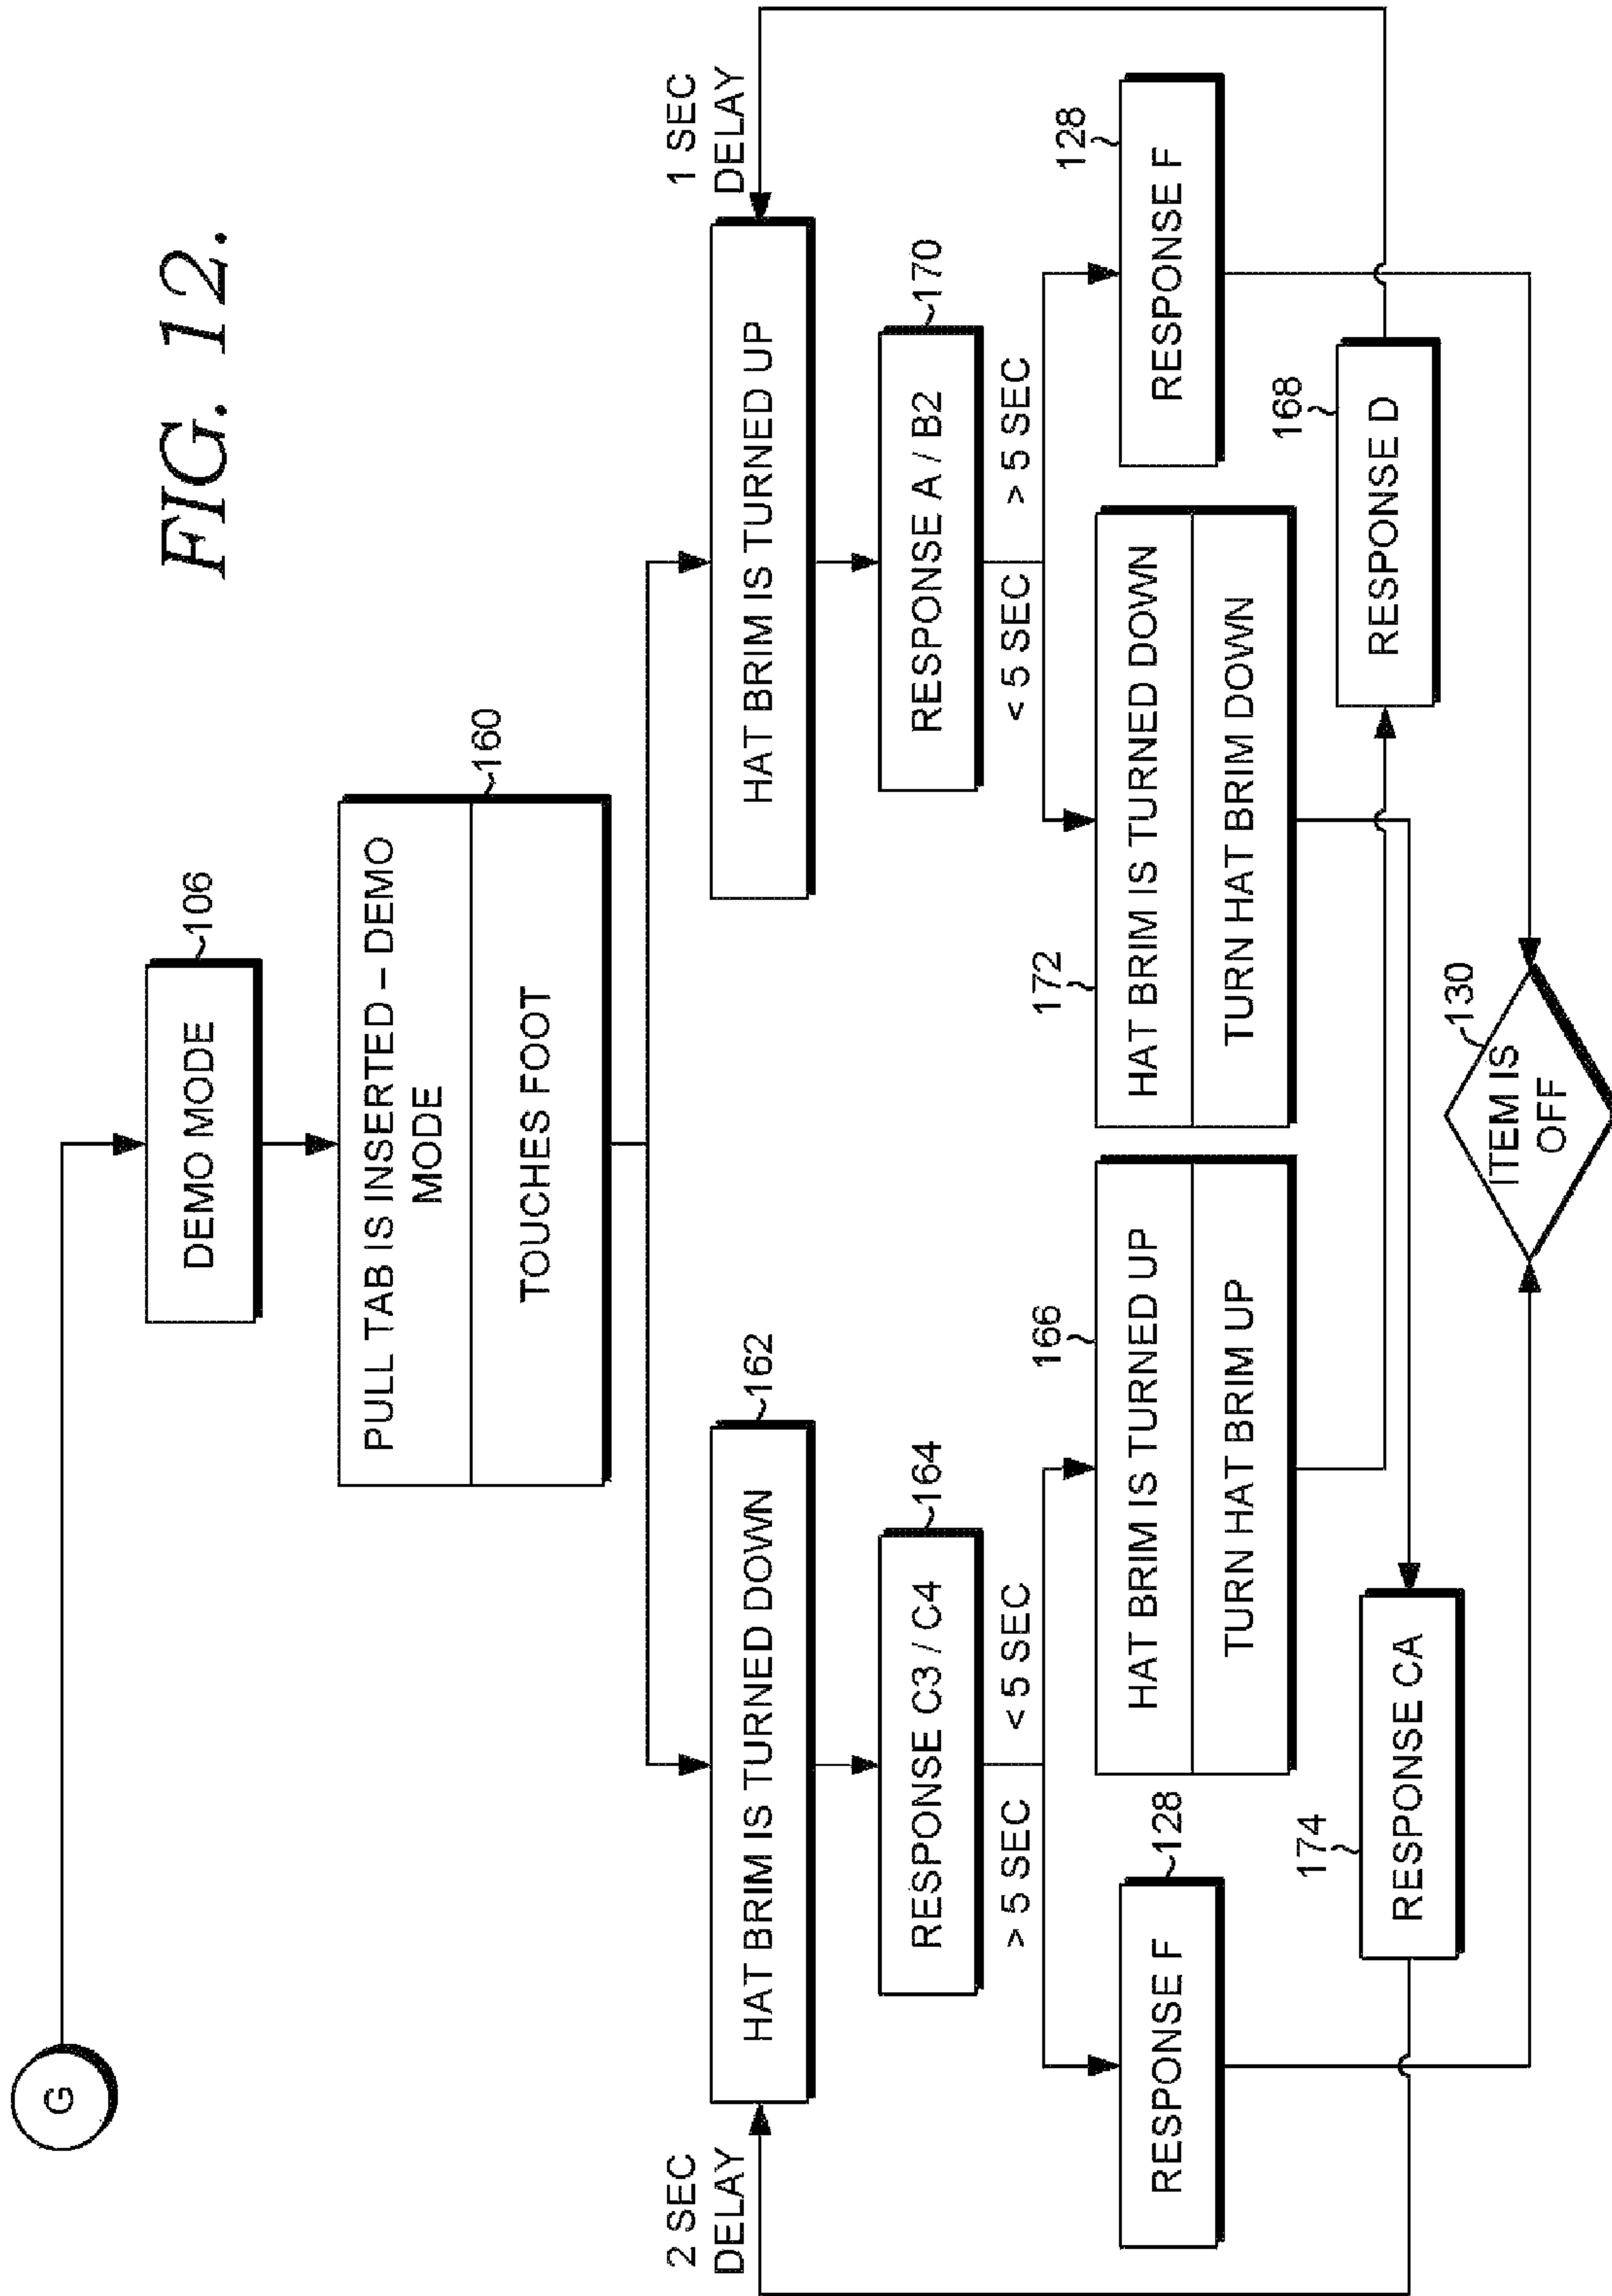 FIG. 12.
G
DEMO MODE
106
PULL TAB IS INSERTED – DEMO
MODE
TOUCHES FOOT
160
2 SEC
DELAY
HAT BRIM IS TURNED DOWN
162
HAT BRIM IS TURNED UP
1 SEC
DELAY
RESPONSE C3 / C4
164
RESPONSE A / B2
170
> 5 SEC
< 5 SEC
< 5 SEC
> 5 SEC
RESPONSE F
128
166
HAT BRIM IS TURNED UP
TURN HAT BRIM UP
172
HAT BRIM IS TURNED DOWN
TURN HAT BRIM DOWN
RESPONSE F
128
174
RESPONSE CA
168
RESPONSE D
ITEM IS
OFF
130